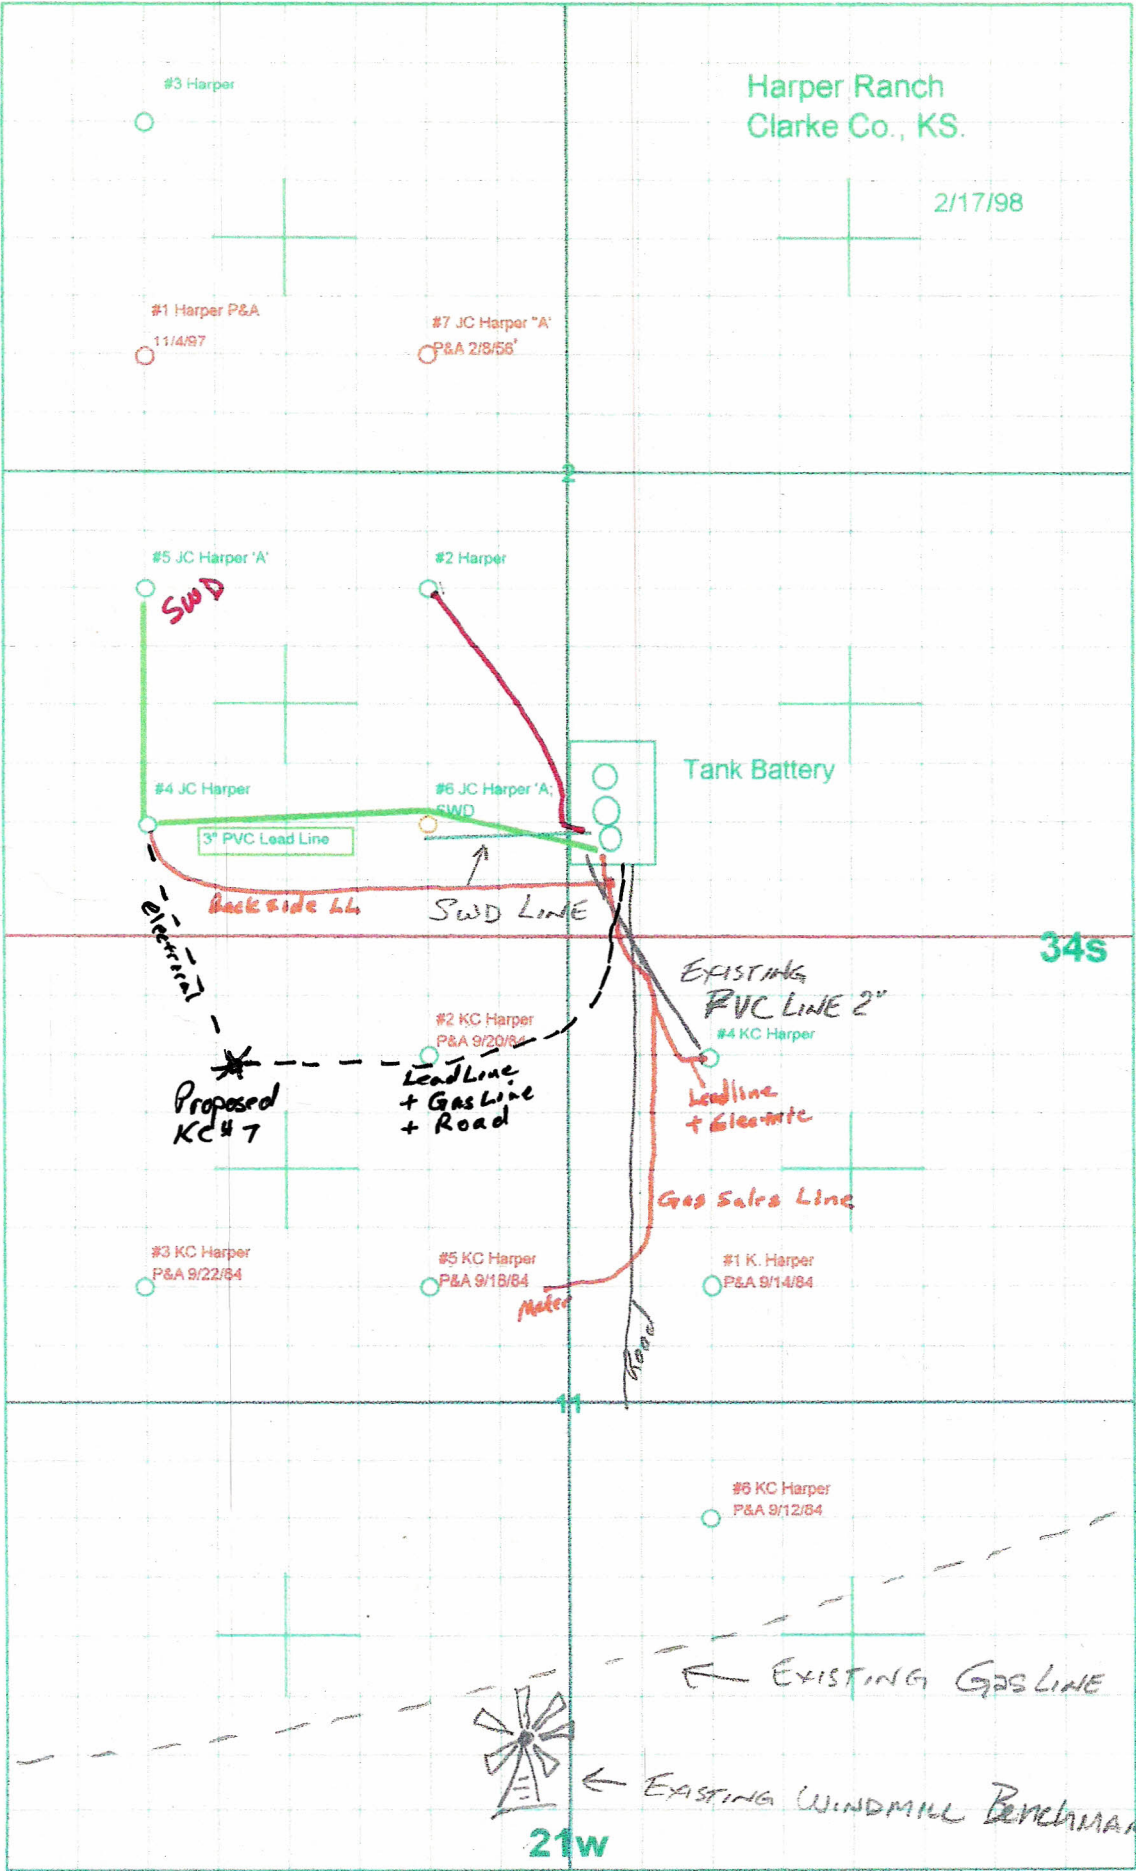 #3 Harper
Harper Ranch
Clarke Co., KS.
2/17/98
#1 Harper P&A
11/4/97
#7 JC Harper "A'
P&A 2/8/56'
2
#5 JC Harper 'A'
SWD
#2 Harper
Tank Battery
#4 JC Harper
#6 JC Harper 'A;
SWD
3" PVC Lead Line
Backside LL
SWD LINE
electrical
34s
EXISTING
PVC LINE 2"
#2 KC Harper
P&A 9/20/84
#4 KC Harper
Proposed
KC#7
Lead Line
+ Gas Line
+ Road
Leadline
+ Electric
Gas Sales Line
#3 KC Harper
P&A 9/22/84
#5 KC Harper
P&A 9/18/84
#1 K. Harper
P&A 9/14/84
Meter
Road
11
#6 KC Harper
P&A 9/12/84
EXISTING GAS LINE
EXISTING WINDMILL BENCHMAR
21w